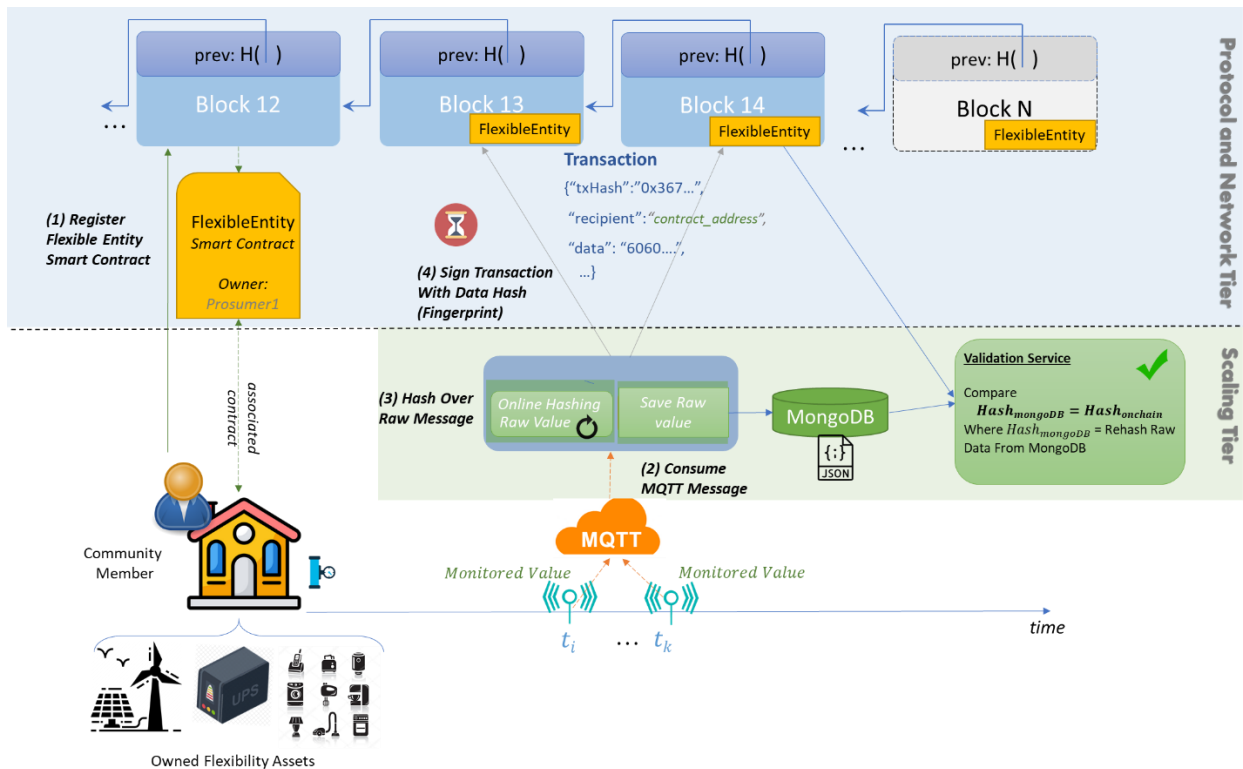 prev: H( )
prev: H( )
prev: H( )
prev: H( )
Block 12
Block 13
Block 14
Block N
FlexibleEntity
FlexibleEntity
FlexibleEntity
...
...
Protocol and Network Tier
Transaction
{“txHash”:”0x367...”,
“recipient”:“contract_address”,
“data”: “6060....”,
...}
(1) Register
Flexible Entity
Smart Contract
FlexibleEntity
Smart Contract
Owner:
Prosumer1
(4) Sign Transaction
With Data Hash
(Fingerprint)
associated
contract
Scaling Tier
(3) Hash Over
Raw Message
Online Hashing
Raw Value
Save Raw
value
MongoDB
{;}
JSON
Validation Service
Compare
Hash_mongoDB = Hash_onchain
Where Hash_mongoDB = Rehash Raw
Data From MongoDB
(2) Consume
MQTT Message
MQTT
Community
Member
Monitored Value
Monitored Value
t_i ... t_k
time
UPS
Owned Flexibility Assets